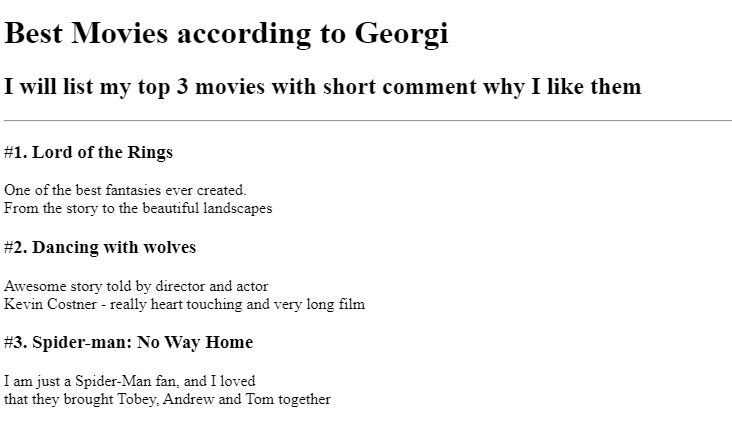 Best Movies according to Georgi
I will list my top 3 movies with short comment why I like them
#1. Lord of the Rings
One of the best fantasies ever created.
From the story to the beautiful landscapes
#2. Dancing with wolves
Awesome story told by director and actor
Kevin Costner - really heart touching and very long film
#3. Spider-man: No Way Home
I am just a Spider-Man fan, and I loved
that they brought Tobey, Andrew and Tom together